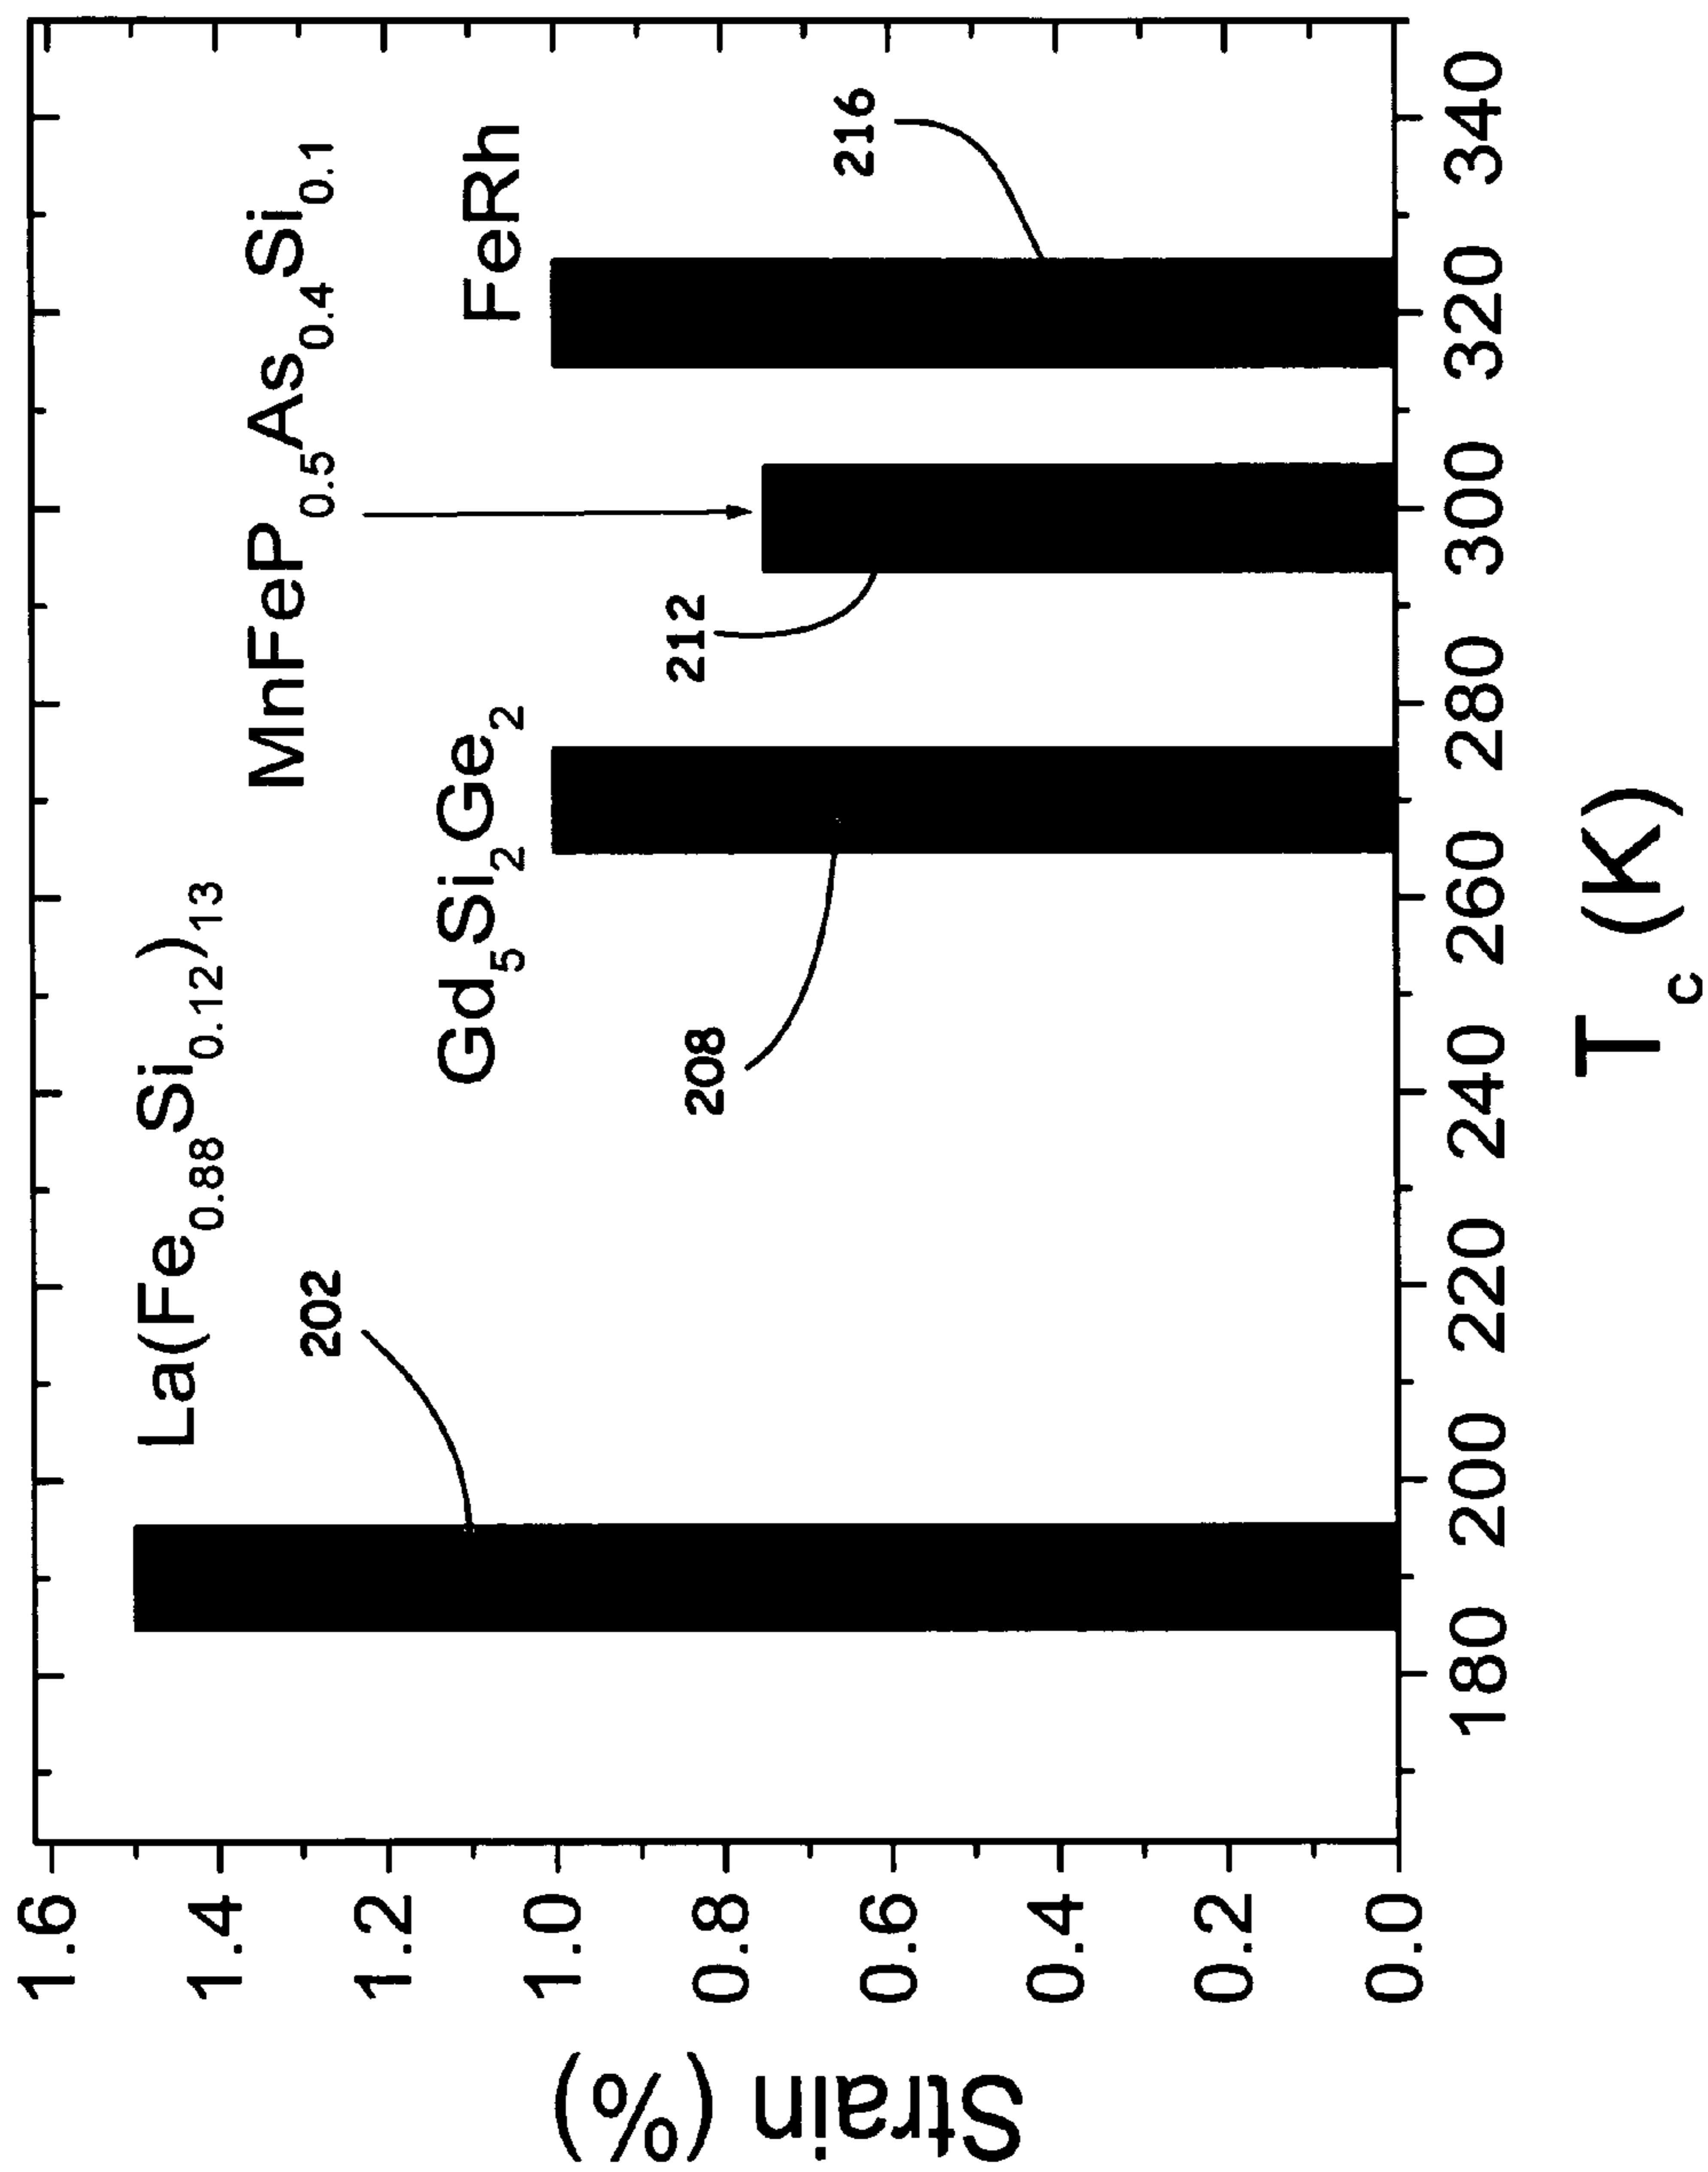 Strain (%)
1.6
1.4
1.2
1.0
0.8
0.6
0.4
0.2
0.0
La(Fe0.88Si0.12)13
202
Gd5Si2Ge2
208
MnFeP0.5As0.4Si0.1
212
FeRh
216
180 200 220 240 260 280 300 320 340
Tc (K)